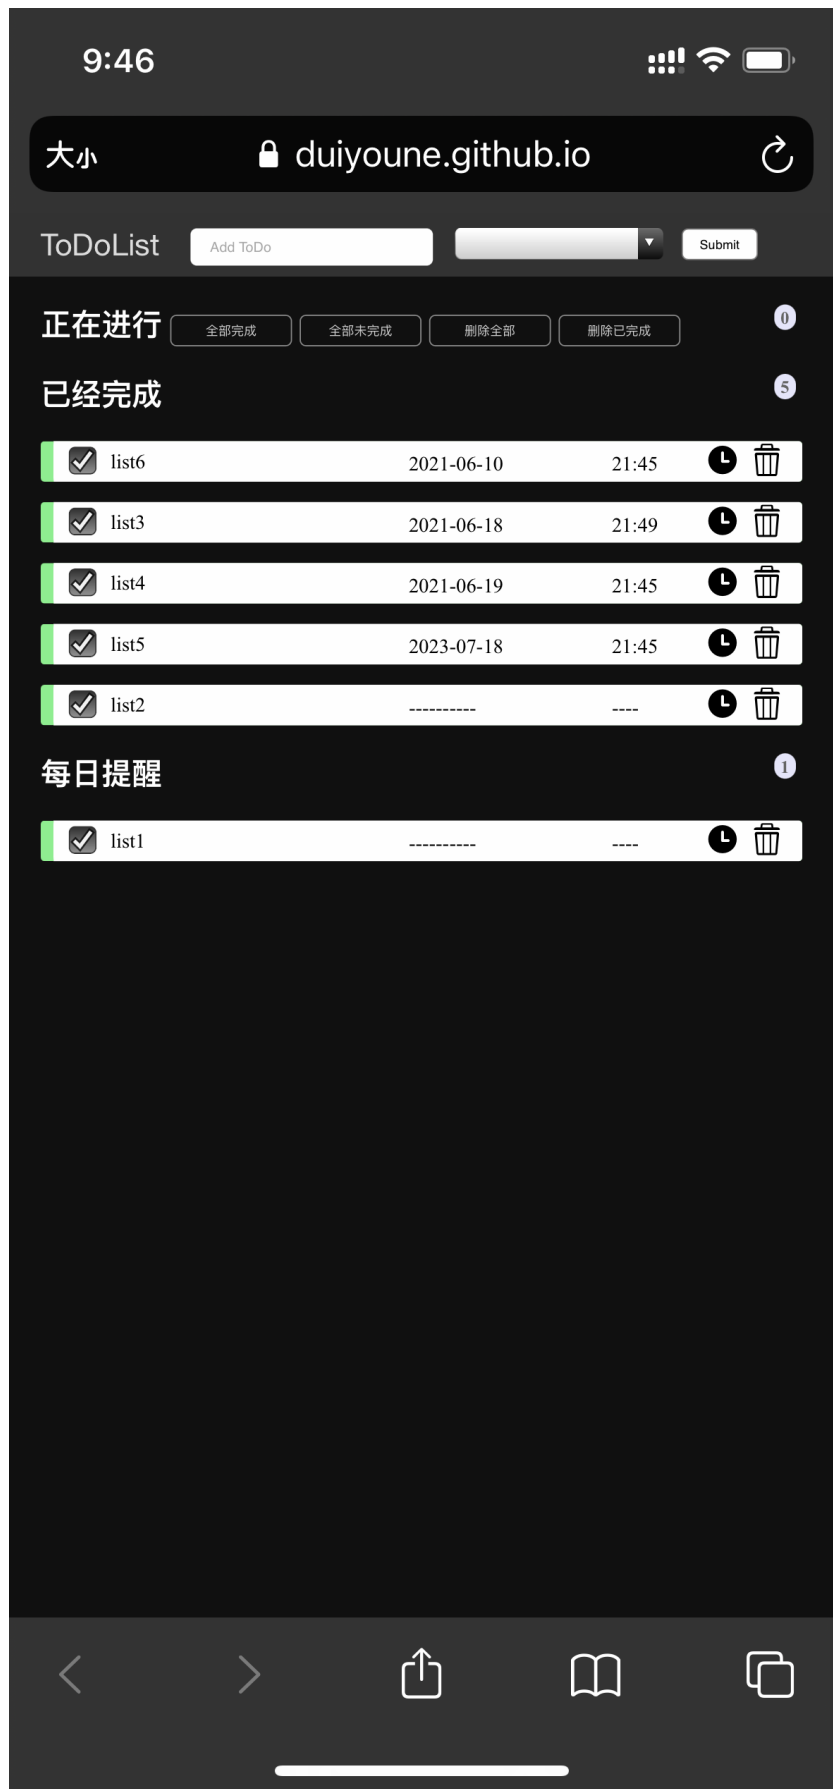 9:46
大小 duiyoune.github.io
ToDoList Add ToDo Submit
正在进行 全部完成 全部未完成 删除全部 删除已完成 0
已经完成 5
list6 2021-06-10 21:45
list3 2021-06-18 21:49
list4 2021-06-19 21:45
list5 2023-07-18 21:45
list2 ---------- ----
每日提醒 1
list1 ---------- ----